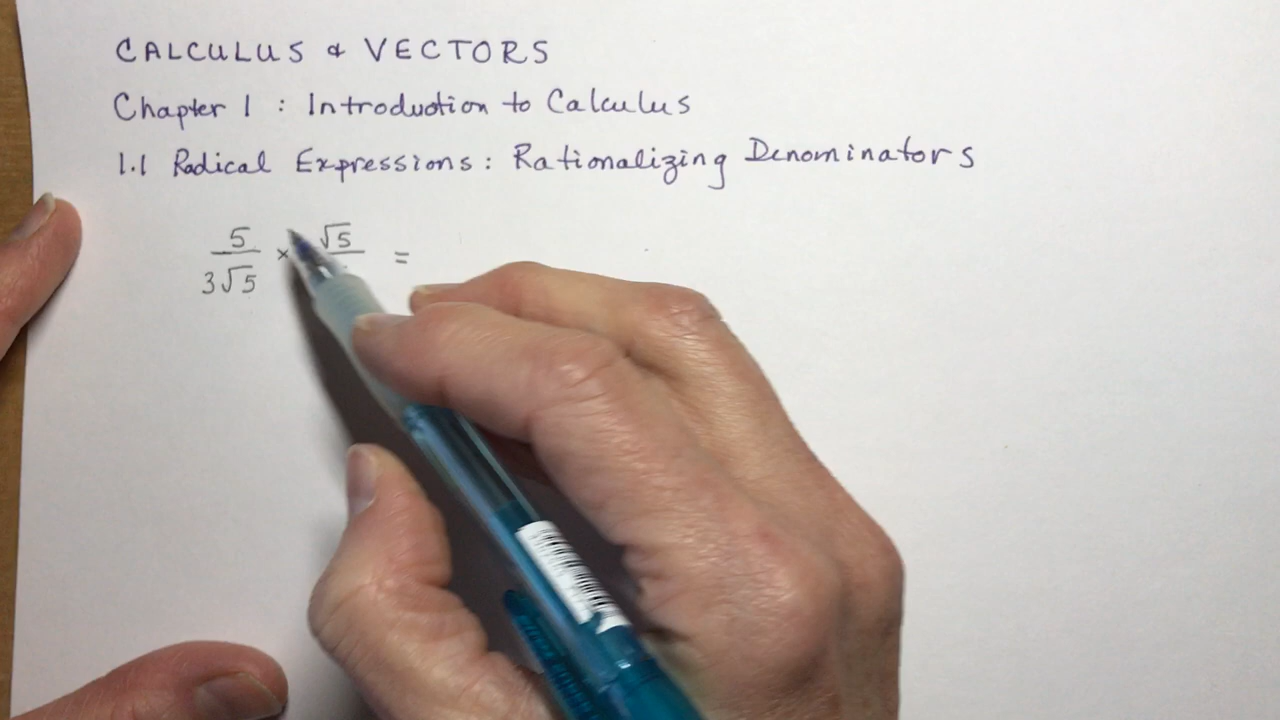 CALCULUS & VECTORS
Chapter 1 : Introduction to Calculus
1.1 Radical Expressions: Rationalizing Denominators
5 × √5 =
3√5